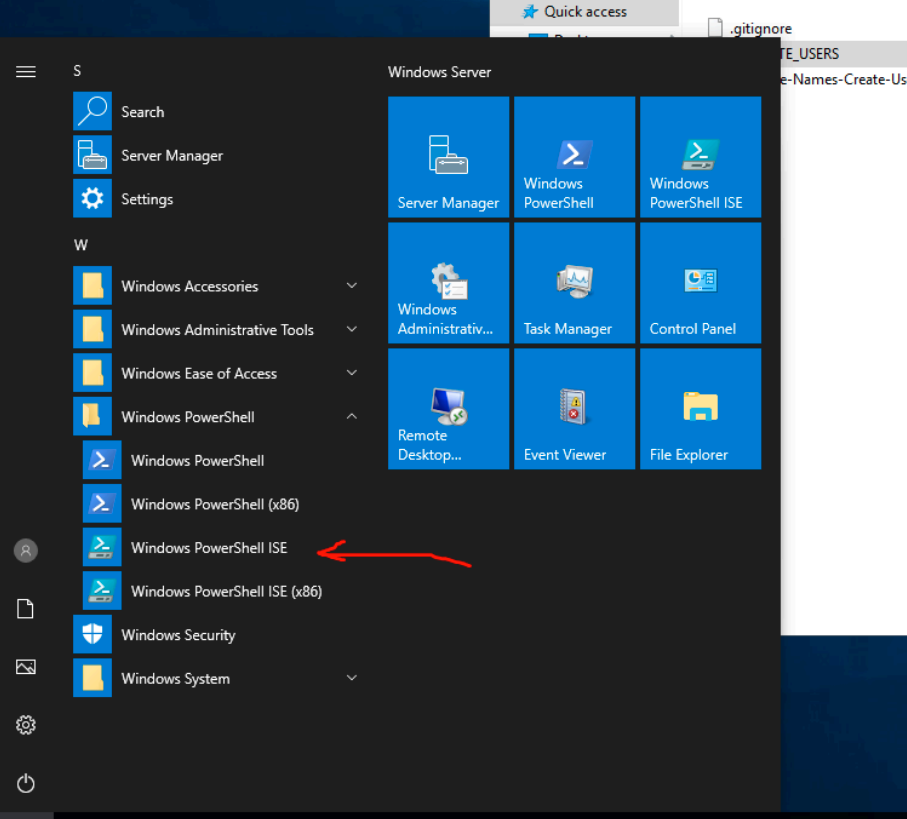 Quick access
.gitignore
TE_USERS
e-Names-Create-Us
S
Search
Server Manager
Settings
W
Windows Accessories
Windows Administrative Tools
Windows Ease of Access
Windows PowerShell
Windows PowerShell
Windows PowerShell (x86)
Windows PowerShell ISE
Windows PowerShell ISE (x86)
Windows Security
Windows System
Windows Server
Server Manager
Windows
PowerShell
Windows
PowerShell ISE
Windows
Administrativ...
Task Manager
Control Panel
Remote
Desktop...
Event Viewer
File Explorer